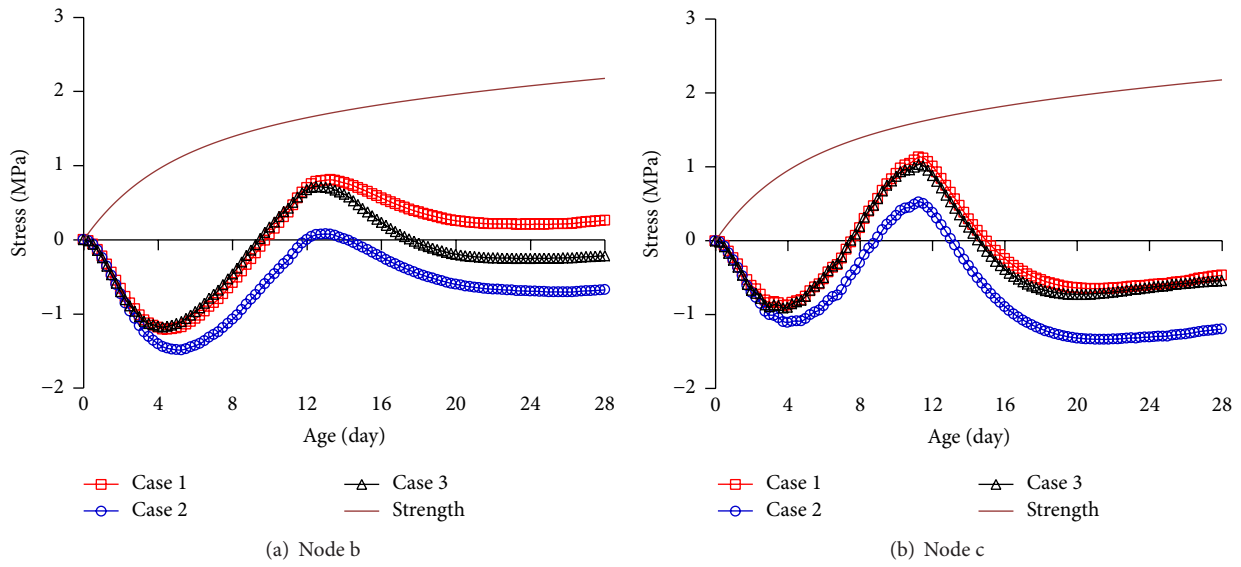 3
2
1
0
−1
−2
Stress (MPa)
0 4 8 12 16 20 24 28
Age (day)
Case 1
Case 2
Case 3
Strength
(a) Node b
3
2
1
0
−1
−2
Stress (MPa)
0 4 8 12 16 20 24 28
Age (day)
Case 1
Case 2
Case 3
Strength
(b) Node c